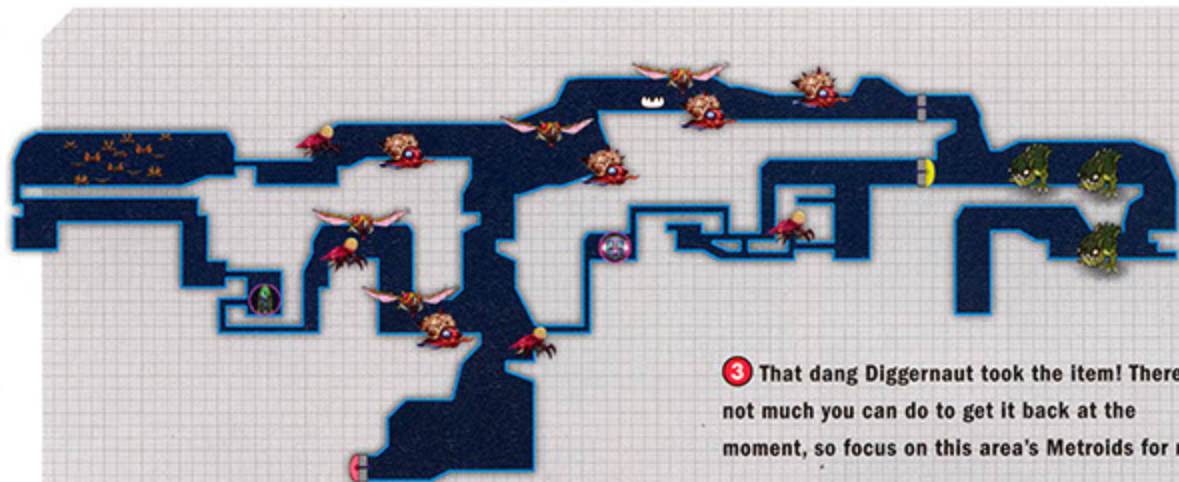 3 That dang Diggernaut took the item! There
not much you can do to get it back at the
moment, so focus on this area's Metroids for